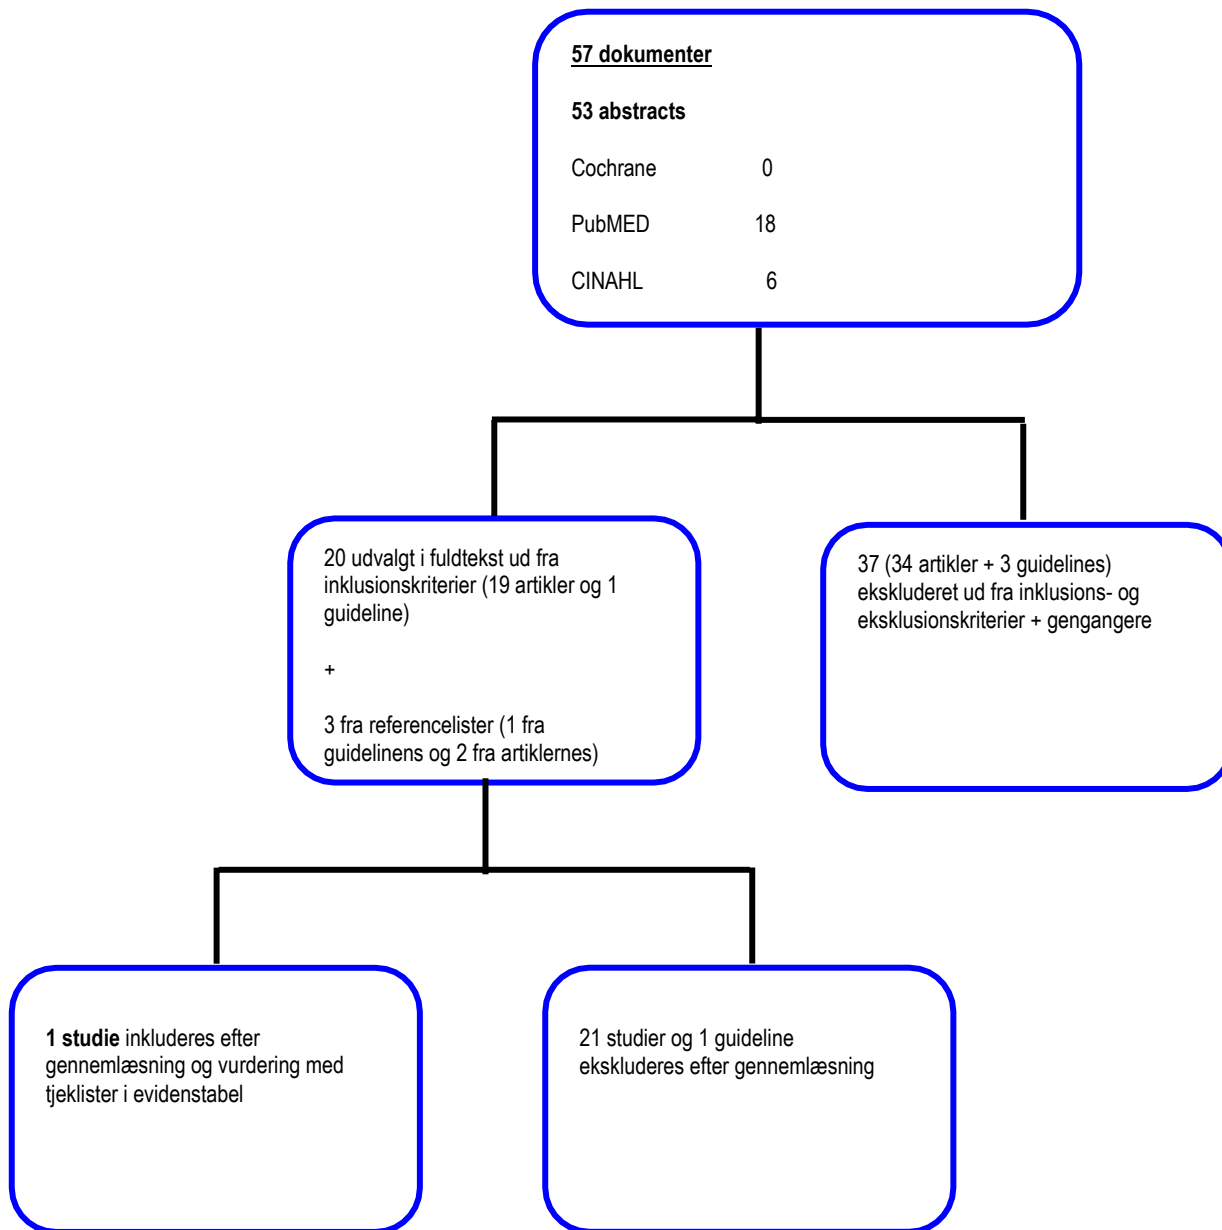 57 dokumenter
53 abstracts
Cochrane 0
PubMED 18
CINAHL 6
20 udvalgt i fuldtekst ud fra
inklusionskriterier (19 artikler og 1
guideline)
+
3 fra referencelister (1 fra
guidelinens og 2 fra artiklernes)
37 (34 artikler + 3 guidelines)
ekskluderet ud fra inklusions- og
eksklusionskriterier + gengangere
1 studie inkluderes efter
gennemlæsning og vurdering med
tjeklister i evidenstabel
21 studier og 1 guideline
ekskluderes efter gennemlæsning